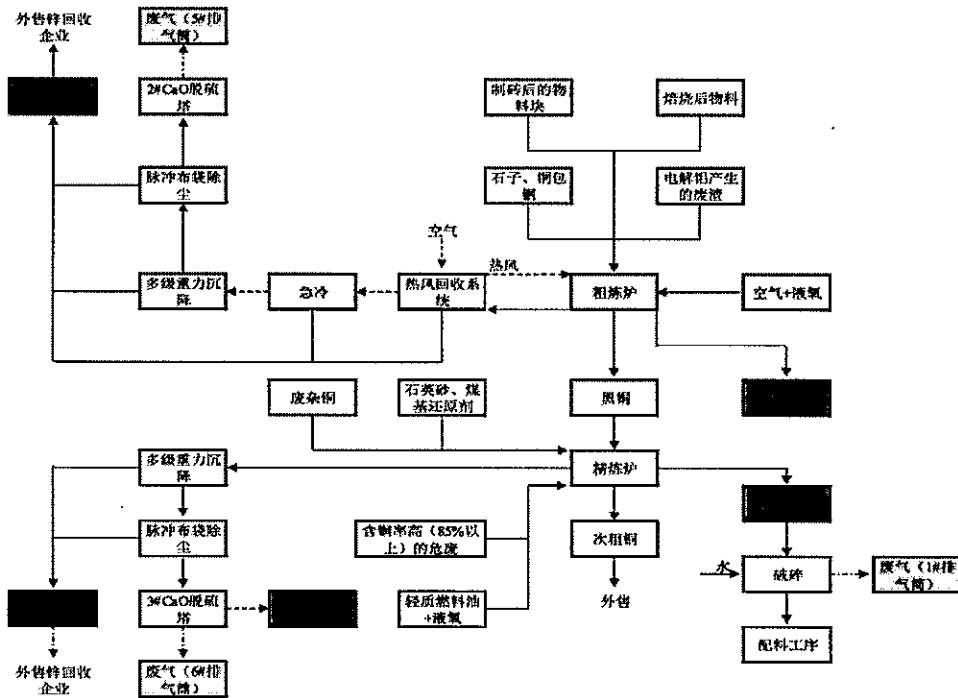 外售锌回收
企业
废气（5#排
气筒）
2#CaO脱硫
塔
制砖后的物
料块
焙烧后物料
脉冲布袋除
尘
石子、铜包
钢
电解铝产生
的废渣
空气
热风
多级重力沉
降
急冷
热风回收系
统
粗炼炉
空气+液氧
废杂铜
石英砂、煤
基还原剂
黑铜
多级重力沉
降
精炼炉
脉冲布袋除
尘
含铜率高（85%以
上）的危废
次粗铜
水
破碎
废气（1#排
气筒）
3#CaO脱硫
塔
轻质燃料油
+液氧
外售
配料工序
外售锌回收
企业
废气（6#排
气筒）